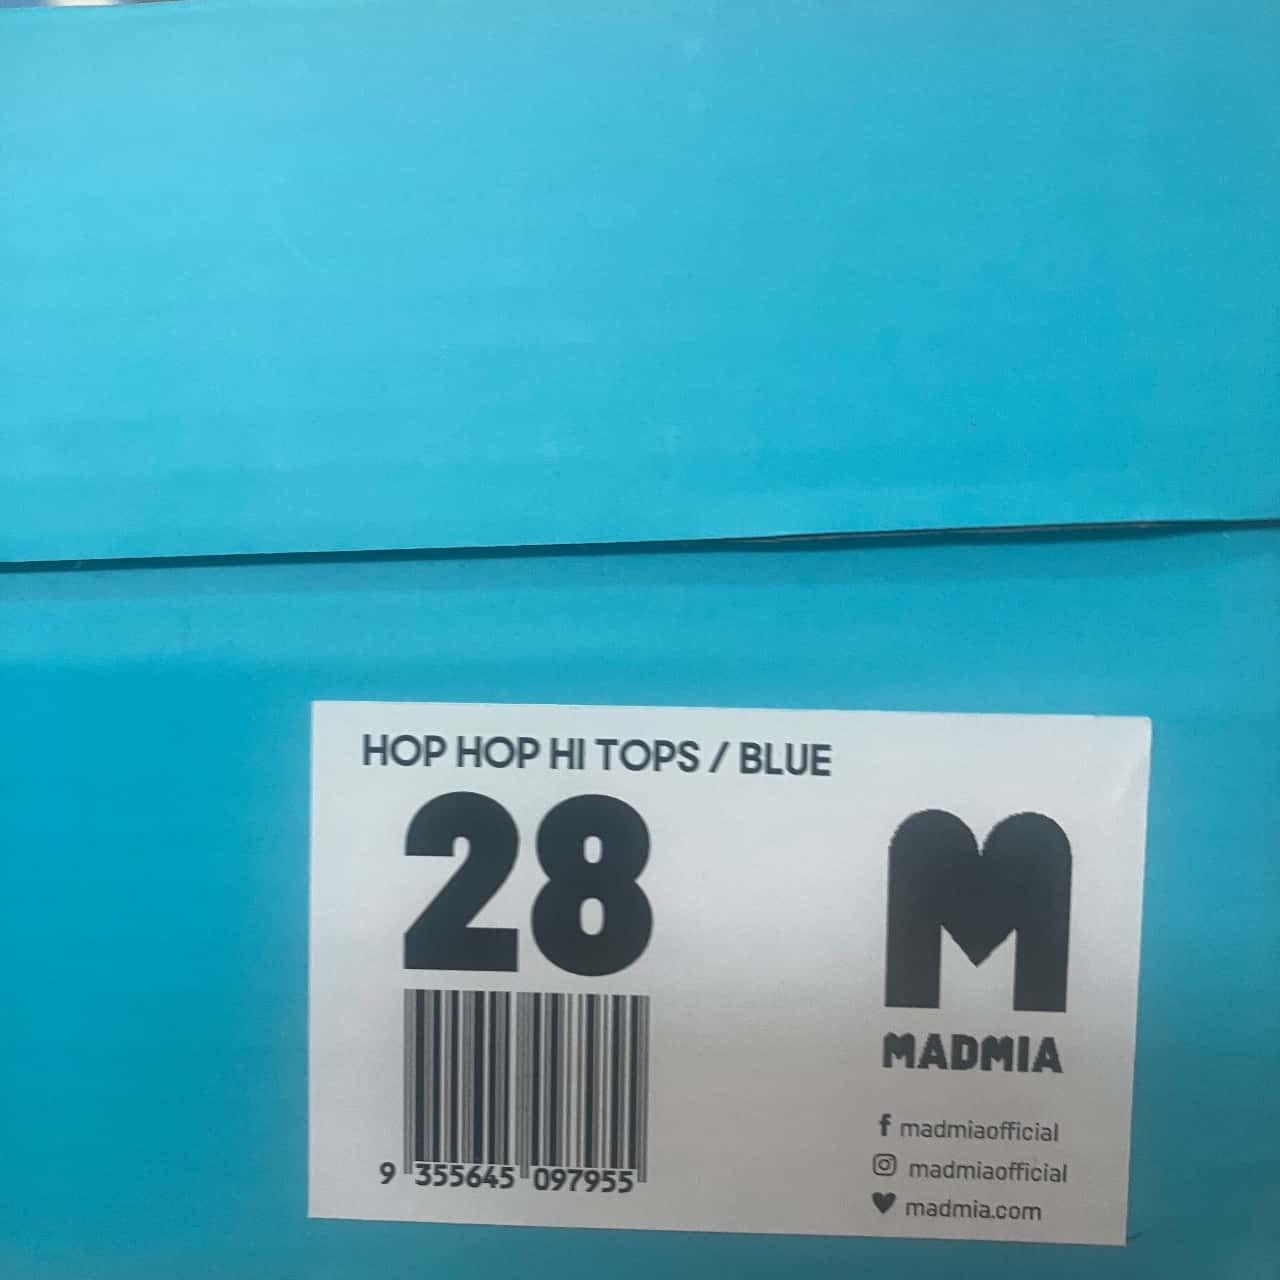 HOP HOP HI TOPS / BLUE
28
9 355645 097955
M
MADMIA
f madmiaofficial
madmiaofficial
madmia.com